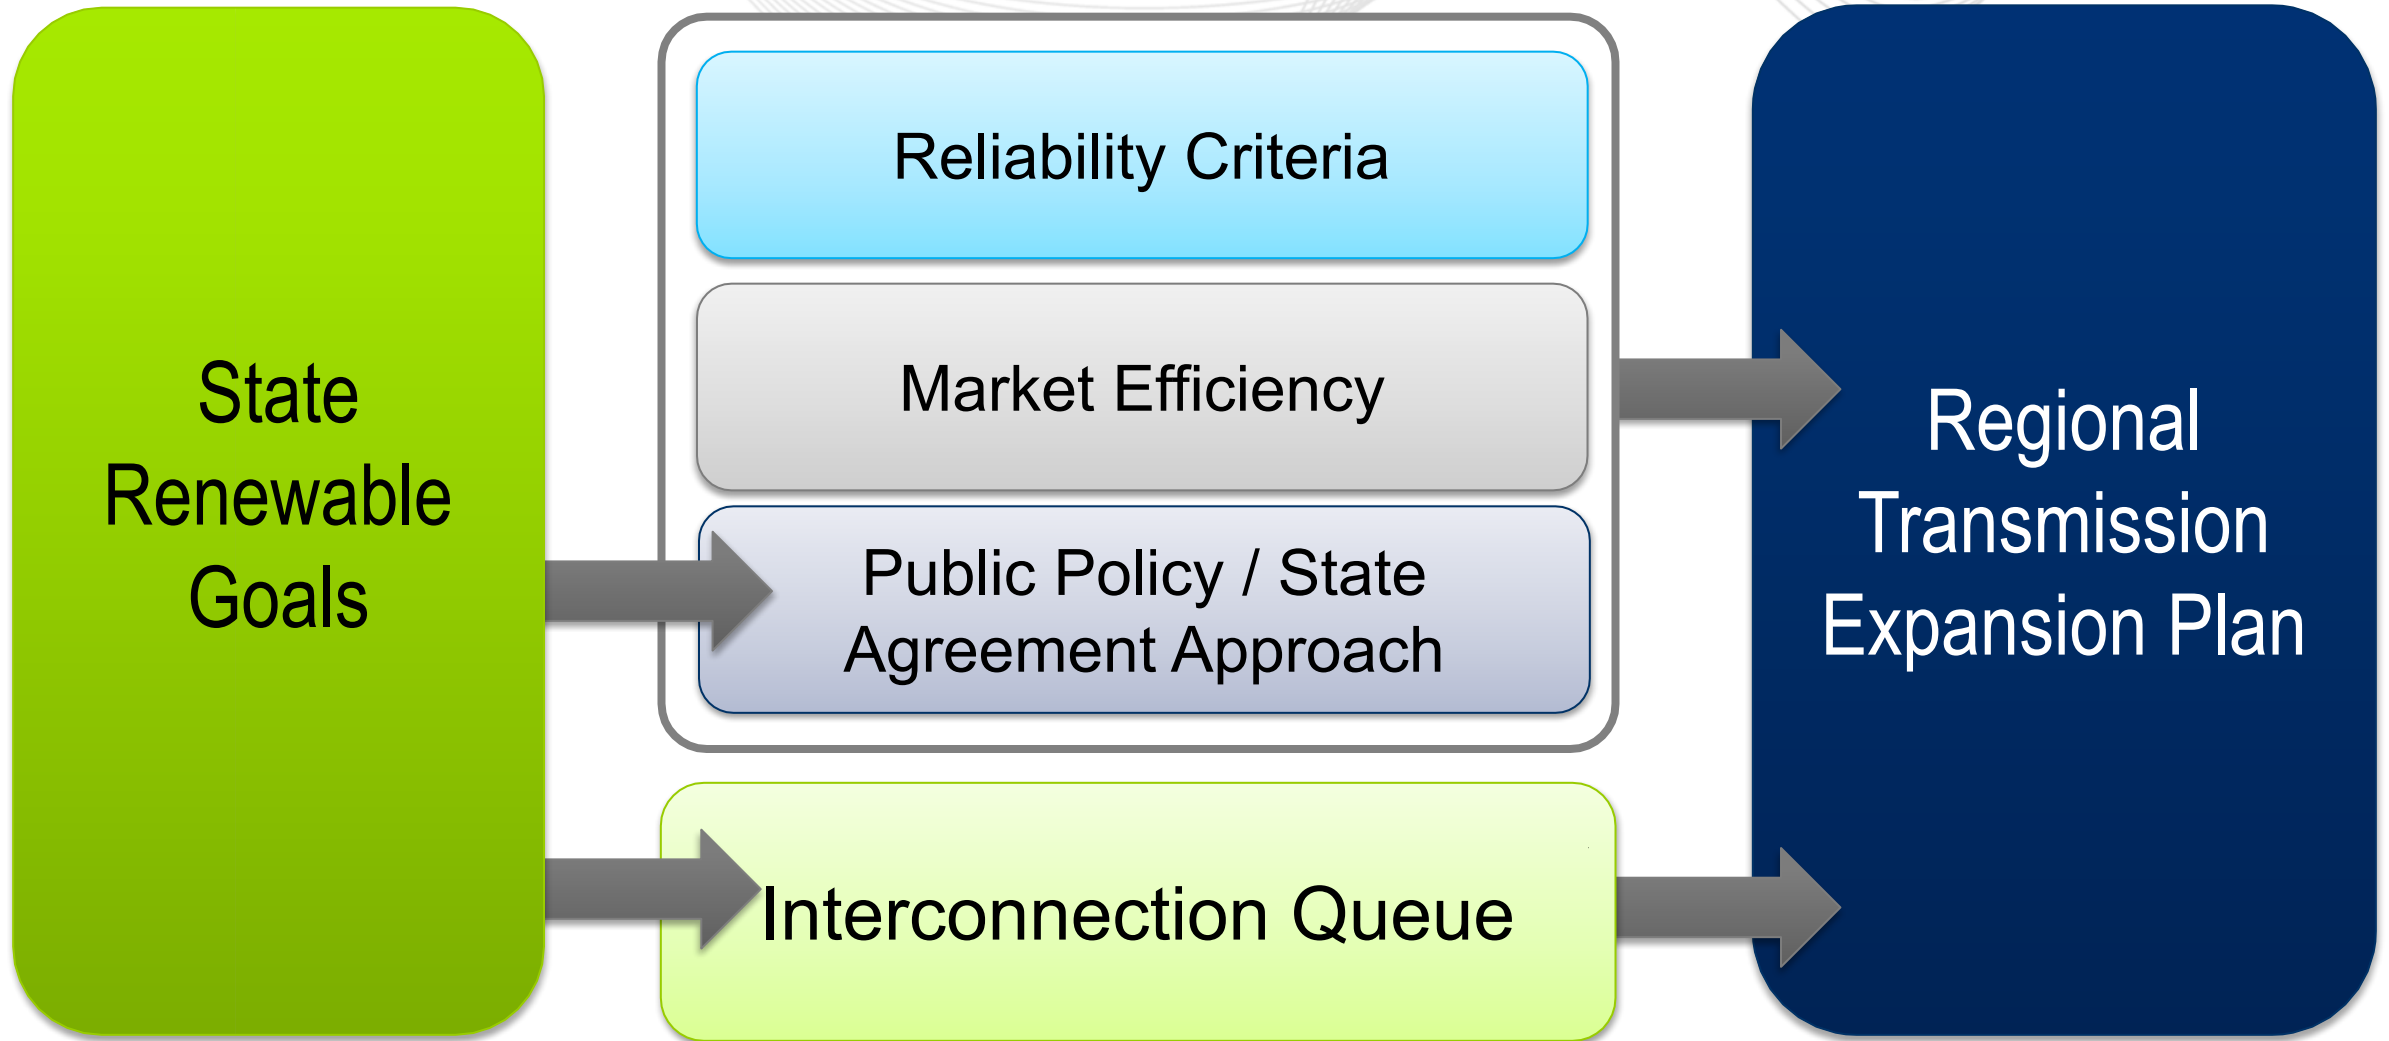 State
Renewable
Goals
Reliability Criteria
Market Efficiency
Public Policy / State
Agreement Approach
Interconnection Queue
Regional
Transmission
Expansion Plan